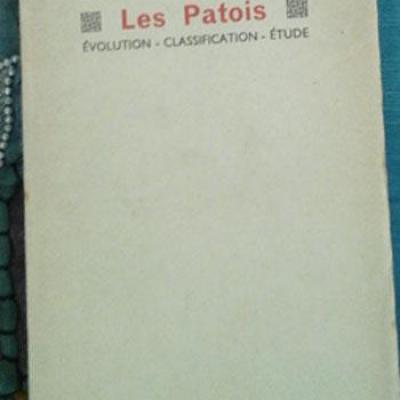 Les Patois
ÉVOLUTION - CLASSIFICATION - ÉTUDE